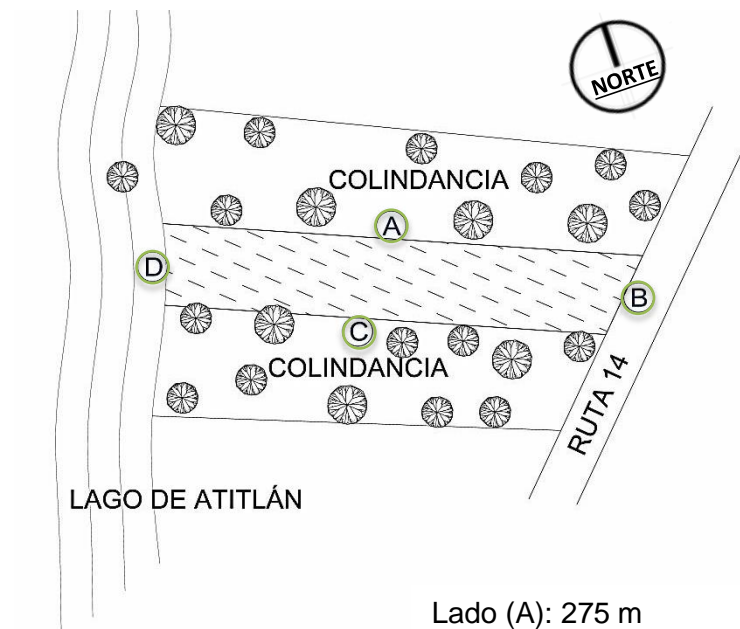 NORTE
COLINDANCIA
A
D
B
C
COLINDANCIA
RUTA 14
LAGO DE ATITLÁN
Lado (A): 275 m